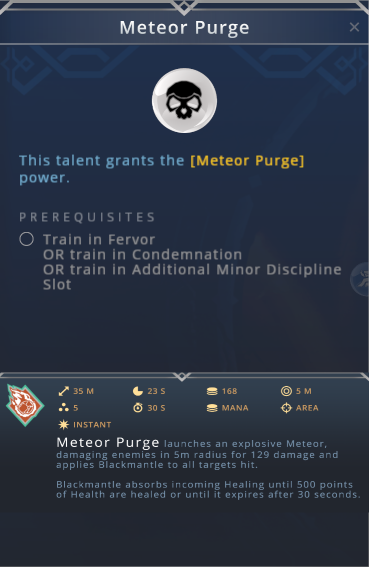 Meteor Purge
This talent grants the [Meteor Purge]
power.
PREREQUISITES
Train in Fervor
OR train in Condemnation
OR train in Additional Minor Discipline
Slot
35 M 23 S 168 5 M
5 30 S MANA AREA
INSTANT
Meteor Purge launches an explosive Meteor,
damaging enemies in 5m radius for 129 damage and
applies Blackmantle to all targets hit.
Blackmantle absorbs incoming Healing until 500 points
of Health are healed or until it expires after 30 seconds.